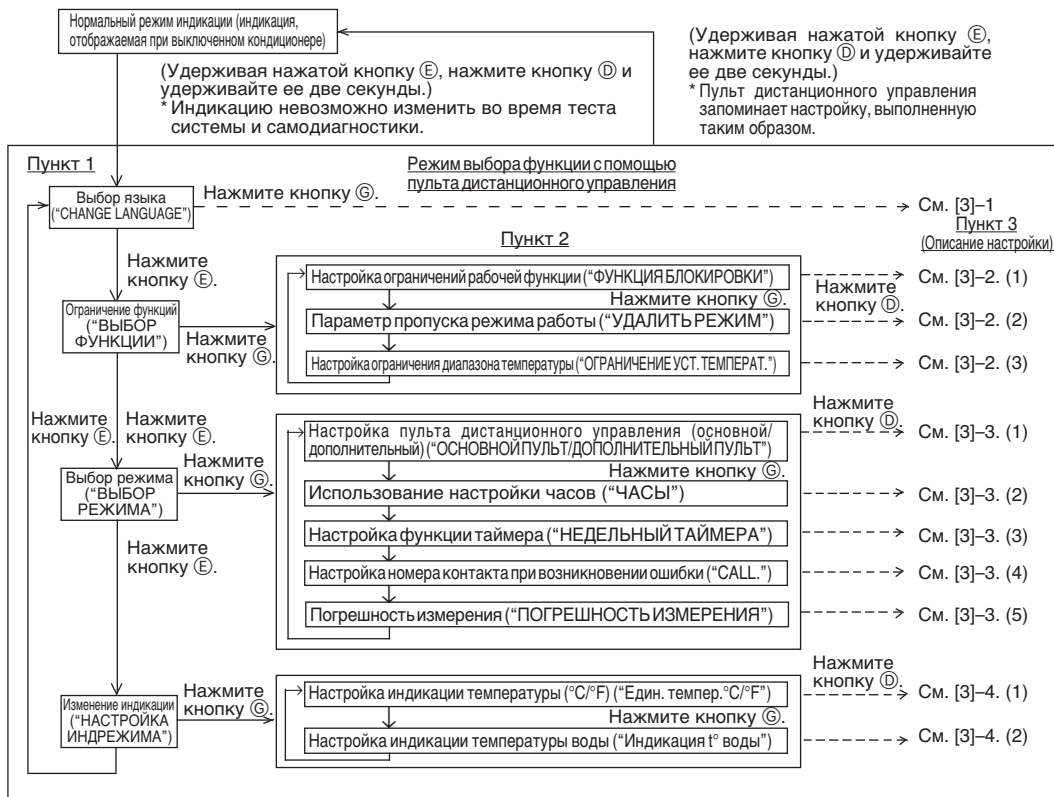 Нормальный режим индикации (индикация,
отображаемая при выключенном кондиционере)
(Удерживая нажатой кнопку Ⓔ, нажмите кнопку Ⓓ и
удерживайте ее две секунды.)
* Индикацию невозможно изменить во время теста
системы и самодиагностики.
(Удерживая нажатой кнопку Ⓔ,
нажмите кнопку Ⓓ и удерживайте
ее две секунды.)
* Пульт дистанционного управления
запоминает настройку, выполненную
таким образом.
Пункт 1
Режим выбора функции с помощью
пульта дистанционного управления
Выбор языка
(“CHANGE LANGUAGE”)
Нажмите кнопку Ⓖ.
См. [3]–1
Пункт 3
(Описание настройки)
Пункт 2
Нажмите
кнопку Ⓔ.
Ограничение функций
(“ВЫБОР
ФУНКЦИИ”)
Нажмите
кнопку Ⓖ.
Настройка ограничений рабочей функции (“ФУНКЦИЯ БЛОКИРОВКИ”)
Нажмите кнопку Ⓖ.
Нажмите
кнопку Ⓓ.
См. [3]–2. (1)
Параметр пропуска режима работы (“УДАЛИТЬ РЕЖИМ”)
См. [3]–2. (2)
Настройка ограничения диапазона температуры (“ОГРАНИЧЕНИЕ УСТ. ТЕМПЕРАТ.”)
См. [3]–2. (3)
Нажмите
кнопку Ⓔ.
Нажмите
кнопку Ⓔ.
Выбор режима
(“ВЫБОР
РЕЖИМА”)
Нажмите
кнопку Ⓖ.
Настройка пульта дистанционного управления (основной/
дополнительный) (“ОСНОВНОЙ ПУЛЬТ/ДОПОЛНИТЕЛЬНЫЙ ПУЛЬТ”)
Нажмите
кнопку Ⓓ.
См. [3]–3. (1)
Нажмите кнопку Ⓖ.
Использование настройки часов (“ЧАСЫ”)
См. [3]–3. (2)
Настройка функции таймера (“НЕДЕЛЬНЫЙ ТАЙМЕРА”)
См. [3]–3. (3)
Настройка номера контакта при возникновении ошибки (“CALL.”)
См. [3]–3. (4)
Погрешность измерения (“ПОГРЕШНОСТЬ ИЗМЕРЕНИЯ”)
См. [3]–3. (5)
Нажмите
кнопку Ⓔ.
Изменение индикации
(“НАСТРОЙКА
ИНДРЕЖИМА”)
Нажмите
кнопку Ⓖ.
Настройка индикации температуры (°C/°F) (“Един. темпер.°C/°F”)
Нажмите
кнопку Ⓓ.
См. [3]–4. (1)
Нажмите кнопку Ⓖ.
Настройка индикации температуры воды (“Индикация t° воды”)
См. [3]–4. (2)